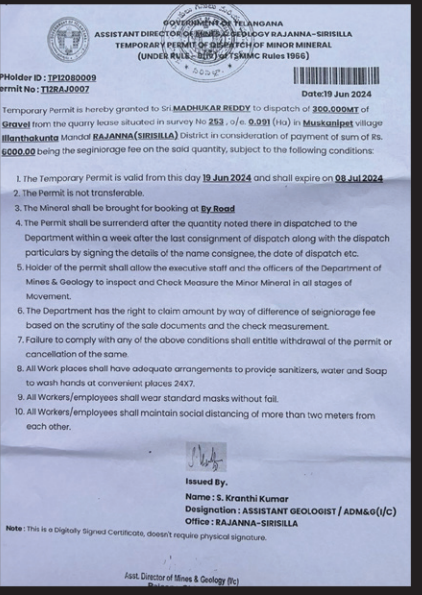 GOVERNMENT OF TELANGANA
ASSISTANT DIRECTOR OF MINES & GEOLOGY RAJANNA-SIRISILLA
TEMPORARY PERMIT OF DISPATCH OF MINOR MINERAL
(UNDER RULE - of TSMMC Rules 1966)
PHolder ID : TP12080009
ermit No : T12RAJ0007
Date:19 Jun 2024
Temporary Permit is hereby granted to Sri.MADHUKAR REDDY to dispatch of 300.000MT of
Gravel from the quarry lease situated in survey No 253 , o/e. 0.091 (Ha) in Muskanipet village
Illanthakunta Mandal RAJANNA(SIRISILLA) District in consideration of payment of sum of Rs.
6000.00 being the seginiorage fee on the said quantity, subject to the following conditions:
1. The Temporary Permit is valid from this day 19 Jun 2024 and shall expire on 08 Jul 2024
2. The Permit is not transferable.
3. The Mineral shall be brought for booking at By Road
4. The Permit shall be surrenderd after the quantity noted there in dispatched to the
Department within a week after the last consignment of dispatch along with the dispatch
particulars by signing the details of the name consignee, the date of dispatch etc.
5. Holder of the permit shall allow the executive staff and the officers of the Department of
Mines & Geology to inspect and Check Measure the Minor Mineral in all stages of
Movement.
6. The Department has the right to claim amount by way of difference of seigniorage fee
based on the scrutiny of the sale documents and the check measurement.
7. Failure to comply with any of the above conditions shall entitle withdrawal of the permit or
cancellation of the same.
8. All Work places shall have adequate arrangements to provide sanitizers, water and Soap
to wash hands at convenient places 24X7.
9. All Workers/employees shall wear standard masks without fail.
10. All Workers/employees shall maintain social distancing of more than two meters from
each other.
Issued By.
Name : S. Kranthi Kumar
Designation : ASSISTANT GEOLOGIST / ADM&G(I/C)
Office : RAJANNA-SIRISILLA
Note : This is a Digitally Signed Certificate, doesn't require physical signature.
Asst. Director of Mines & Geology (I/c)